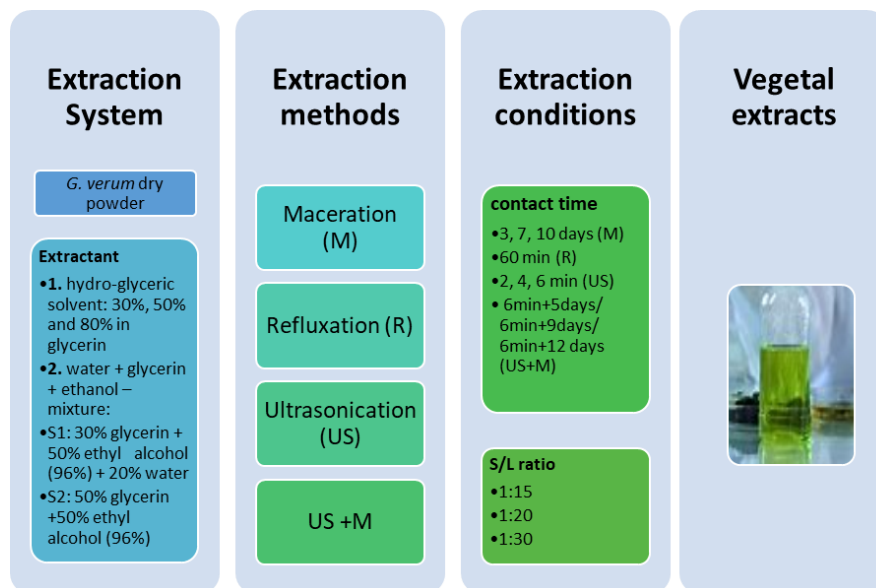 Extraction
System
G. verum dry
powder
Extractant
•1. hydro-glyceric
solvent: 30%, 50%
and 80% in
glycerin
•2. water + glycerin
+ ethanol –
mixture:
•S1: 30% glycerin +
50% ethyl alcohol
(96%) + 20% water
•S2: 50% glycerin
+50% ethyl
alcohol (96%)
Extraction
methods
Maceration
(M)
Refluxation (R)
Ultrasonication
(US)
US +M
Extraction
conditions
contact time
•3, 7, 10 days (M)
•60 min (R)
•2, 4, 6 min (US)
• 6min+5days/
6min+9days/
6min+12 days
(US+M)
S/L ratio
•1:15
•1:20
•1:30
Vegetal
extracts